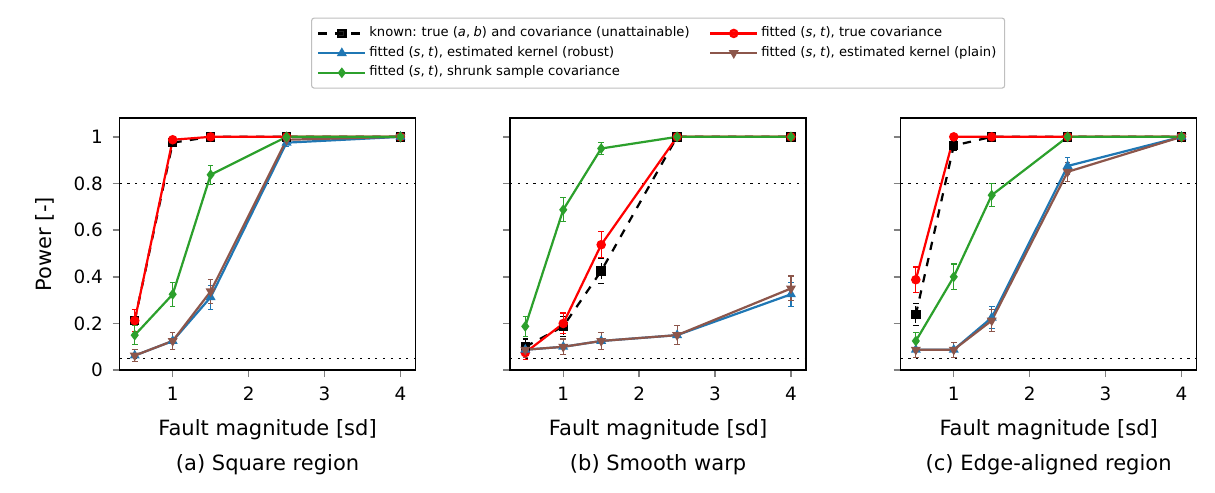 known: true (a, b) and covariance (unattainable)
fitted (s, t), true covariance
fitted (s, t), estimated kernel (robust)
fitted (s, t), estimated kernel (plain)
fitted (s, t), shrunk sample covariance
Power [-]
1
0.8
0.6
0.4
0.2
0
1 2 3 4
1 2 3 4
1 2 3 4
Fault magnitude [sd]
Fault magnitude [sd]
Fault magnitude [sd]
(a) Square region
(b) Smooth warp
(c) Edge-aligned region